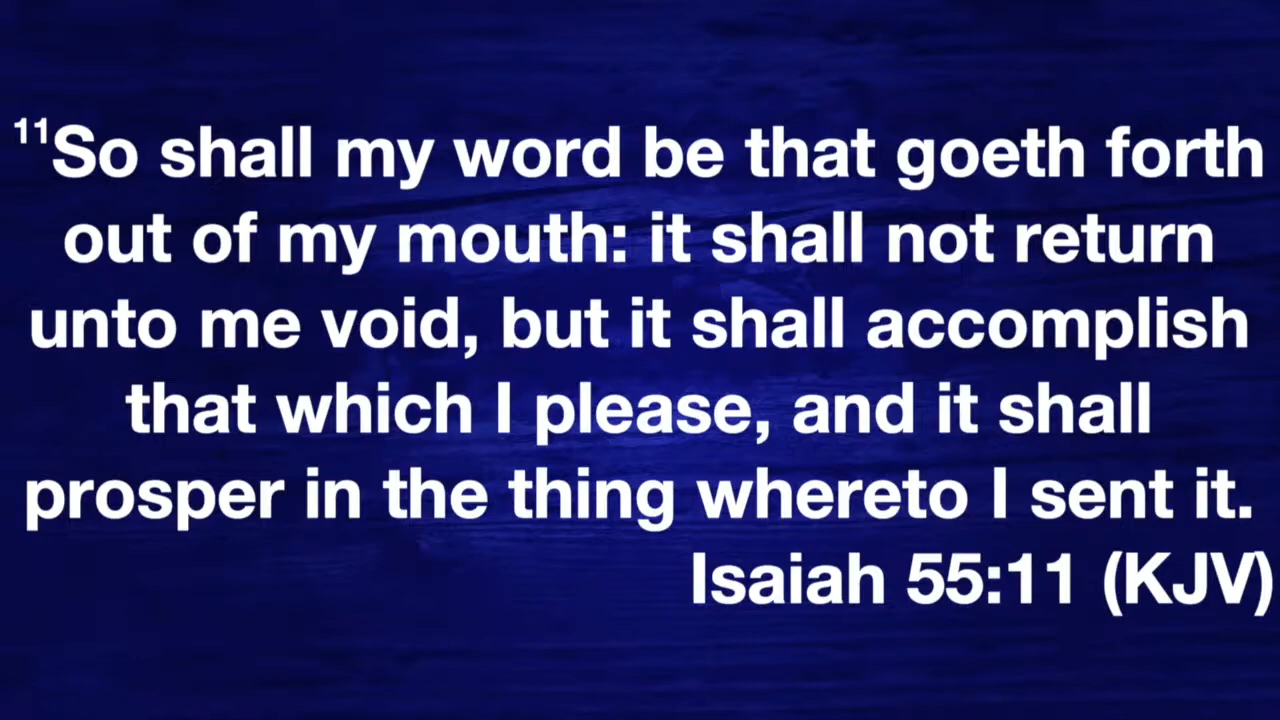 ¹¹So shall my word be that goeth forth
out of my mouth: it shall not return
unto me void, but it shall accomplish
that which I please, and it shall
prosper in the thing whereto I sent it.
Isaiah 55:11 (KJV)